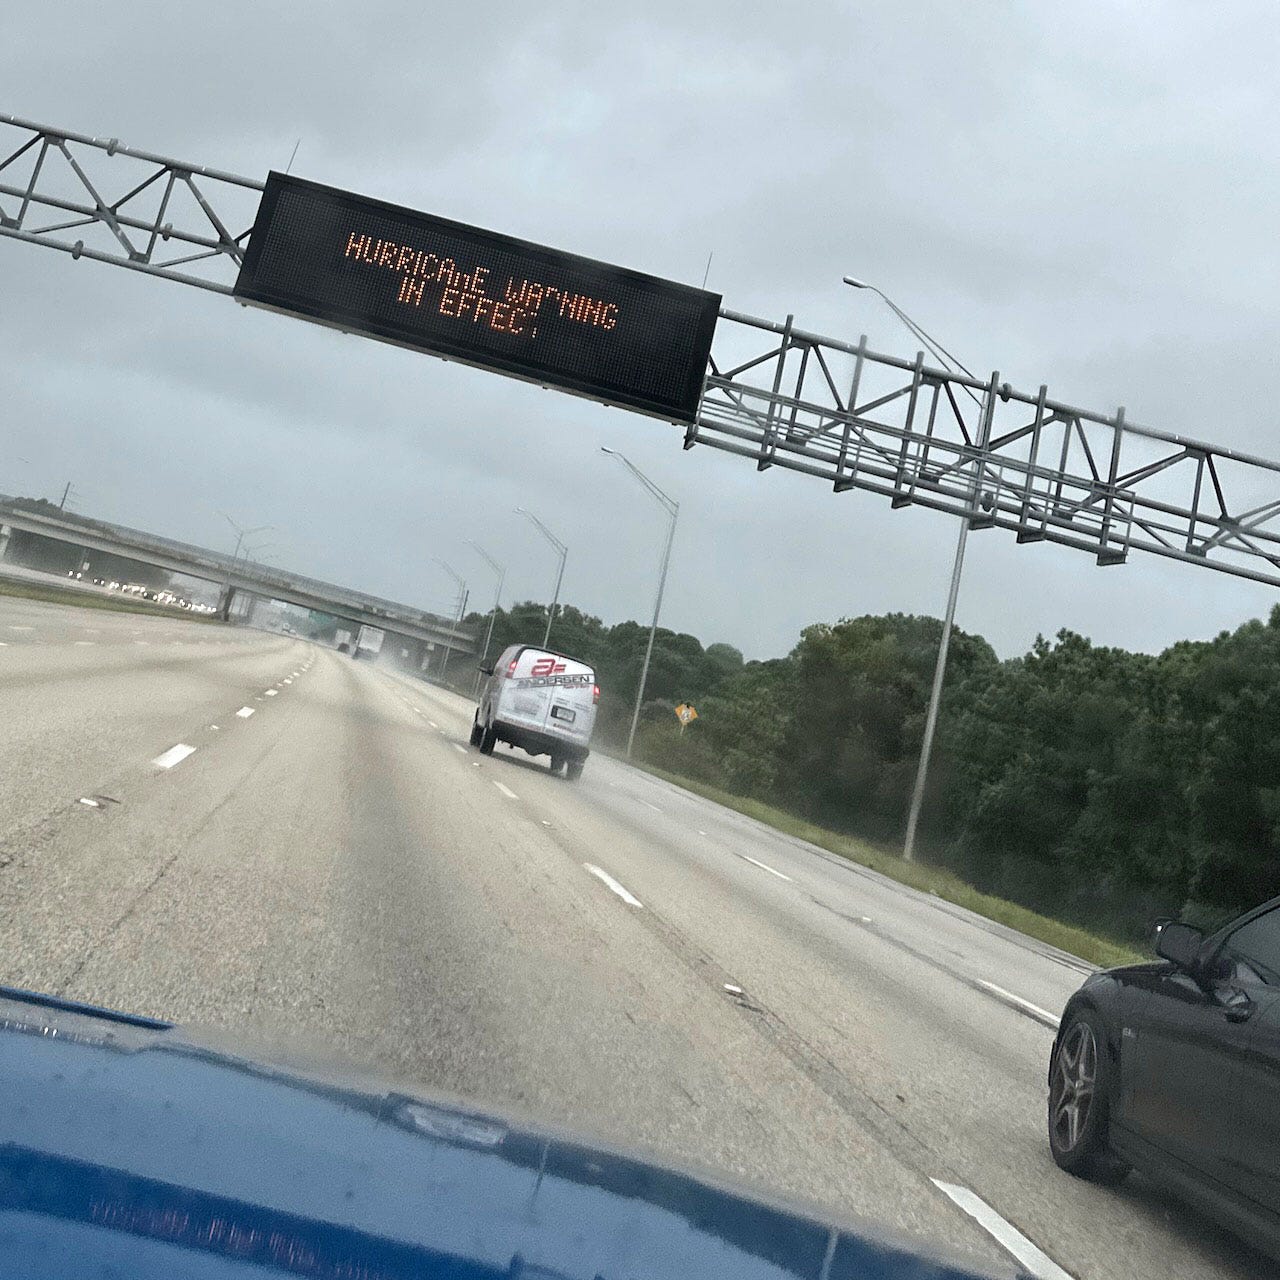 HURRICANE WARNING
IN EFFECT
ANDERSEN